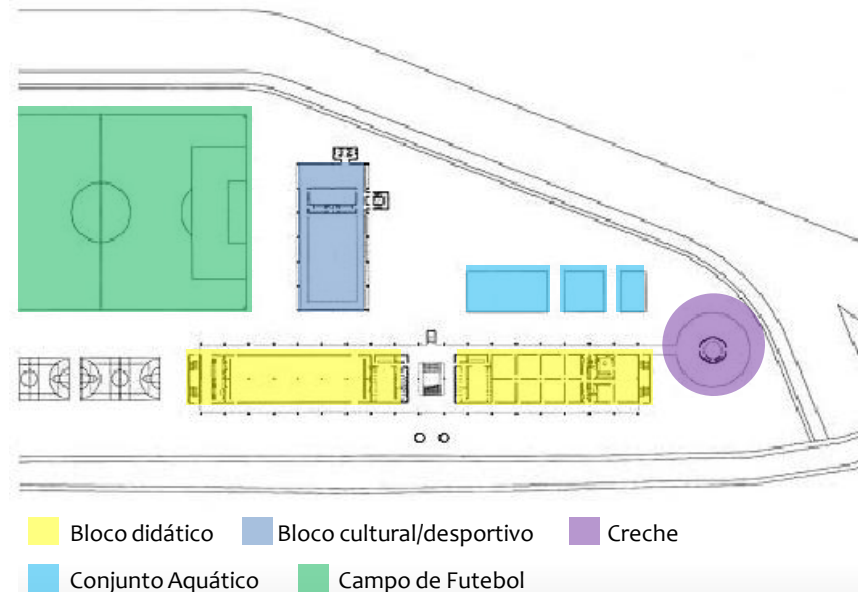 Bloco didático
Bloco cultural/desportivo
Creche
Conjunto Aquático
Campo de Futebol